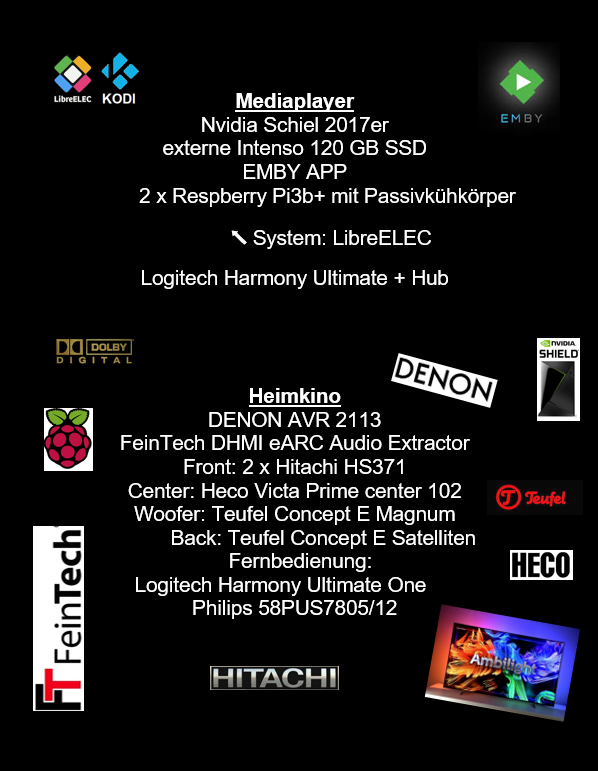 LibreELEC
KODI
EMBY
Mediaplayer
Nvidia Schiel 2017er
externe Intenso 120 GB SSD
EMBY APP
2 x Respberry Pi3b+ mit Passivkühkörper
⬉ System: LibreELEC
Logitech Harmony Ultimate + Hub
DOLBY
DIGITAL
DENON
NVIDIA
SHIELD
Heimkino
DENON AVR 2113
FeinTech DHMI eARC Audio Extractor
Front: 2 x Hitachi HS371
Center: Heco Victa Prime center 102
Woofer: Teufel Concept E Magnum
Back: Teufel Concept E Satelliten
Fernbedienung:
Logitech Harmony Ultimate One
Philips 58PUS7805/12
Teufel
HECO
FT FeinTech
Ambilight
HITACHI